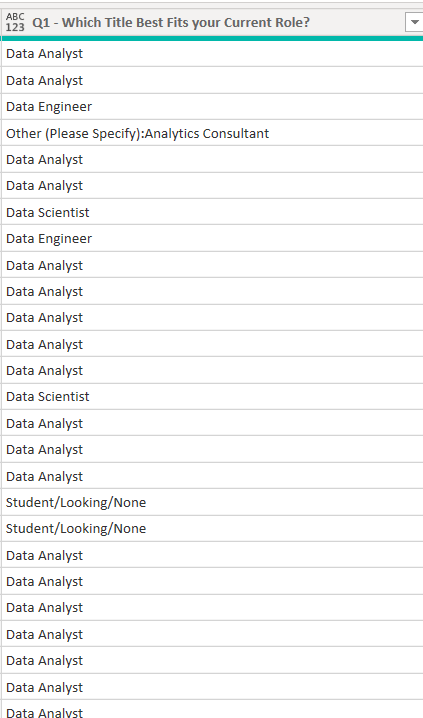 ABC
123
Q1 - Which Title Best Fits your Current Role?
Data Analyst
Data Analyst
Data Engineer
Other (Please Specify):Analytics Consultant
Data Analyst
Data Analyst
Data Scientist
Data Engineer
Data Analyst
Data Analyst
Data Analyst
Data Analyst
Data Analyst
Data Scientist
Data Analyst
Data Analyst
Data Analyst
Student/Looking/None
Student/Looking/None
Data Analyst
Data Analyst
Data Analyst
Data Analyst
Data Analyst
Data Analyst
Data Analyst